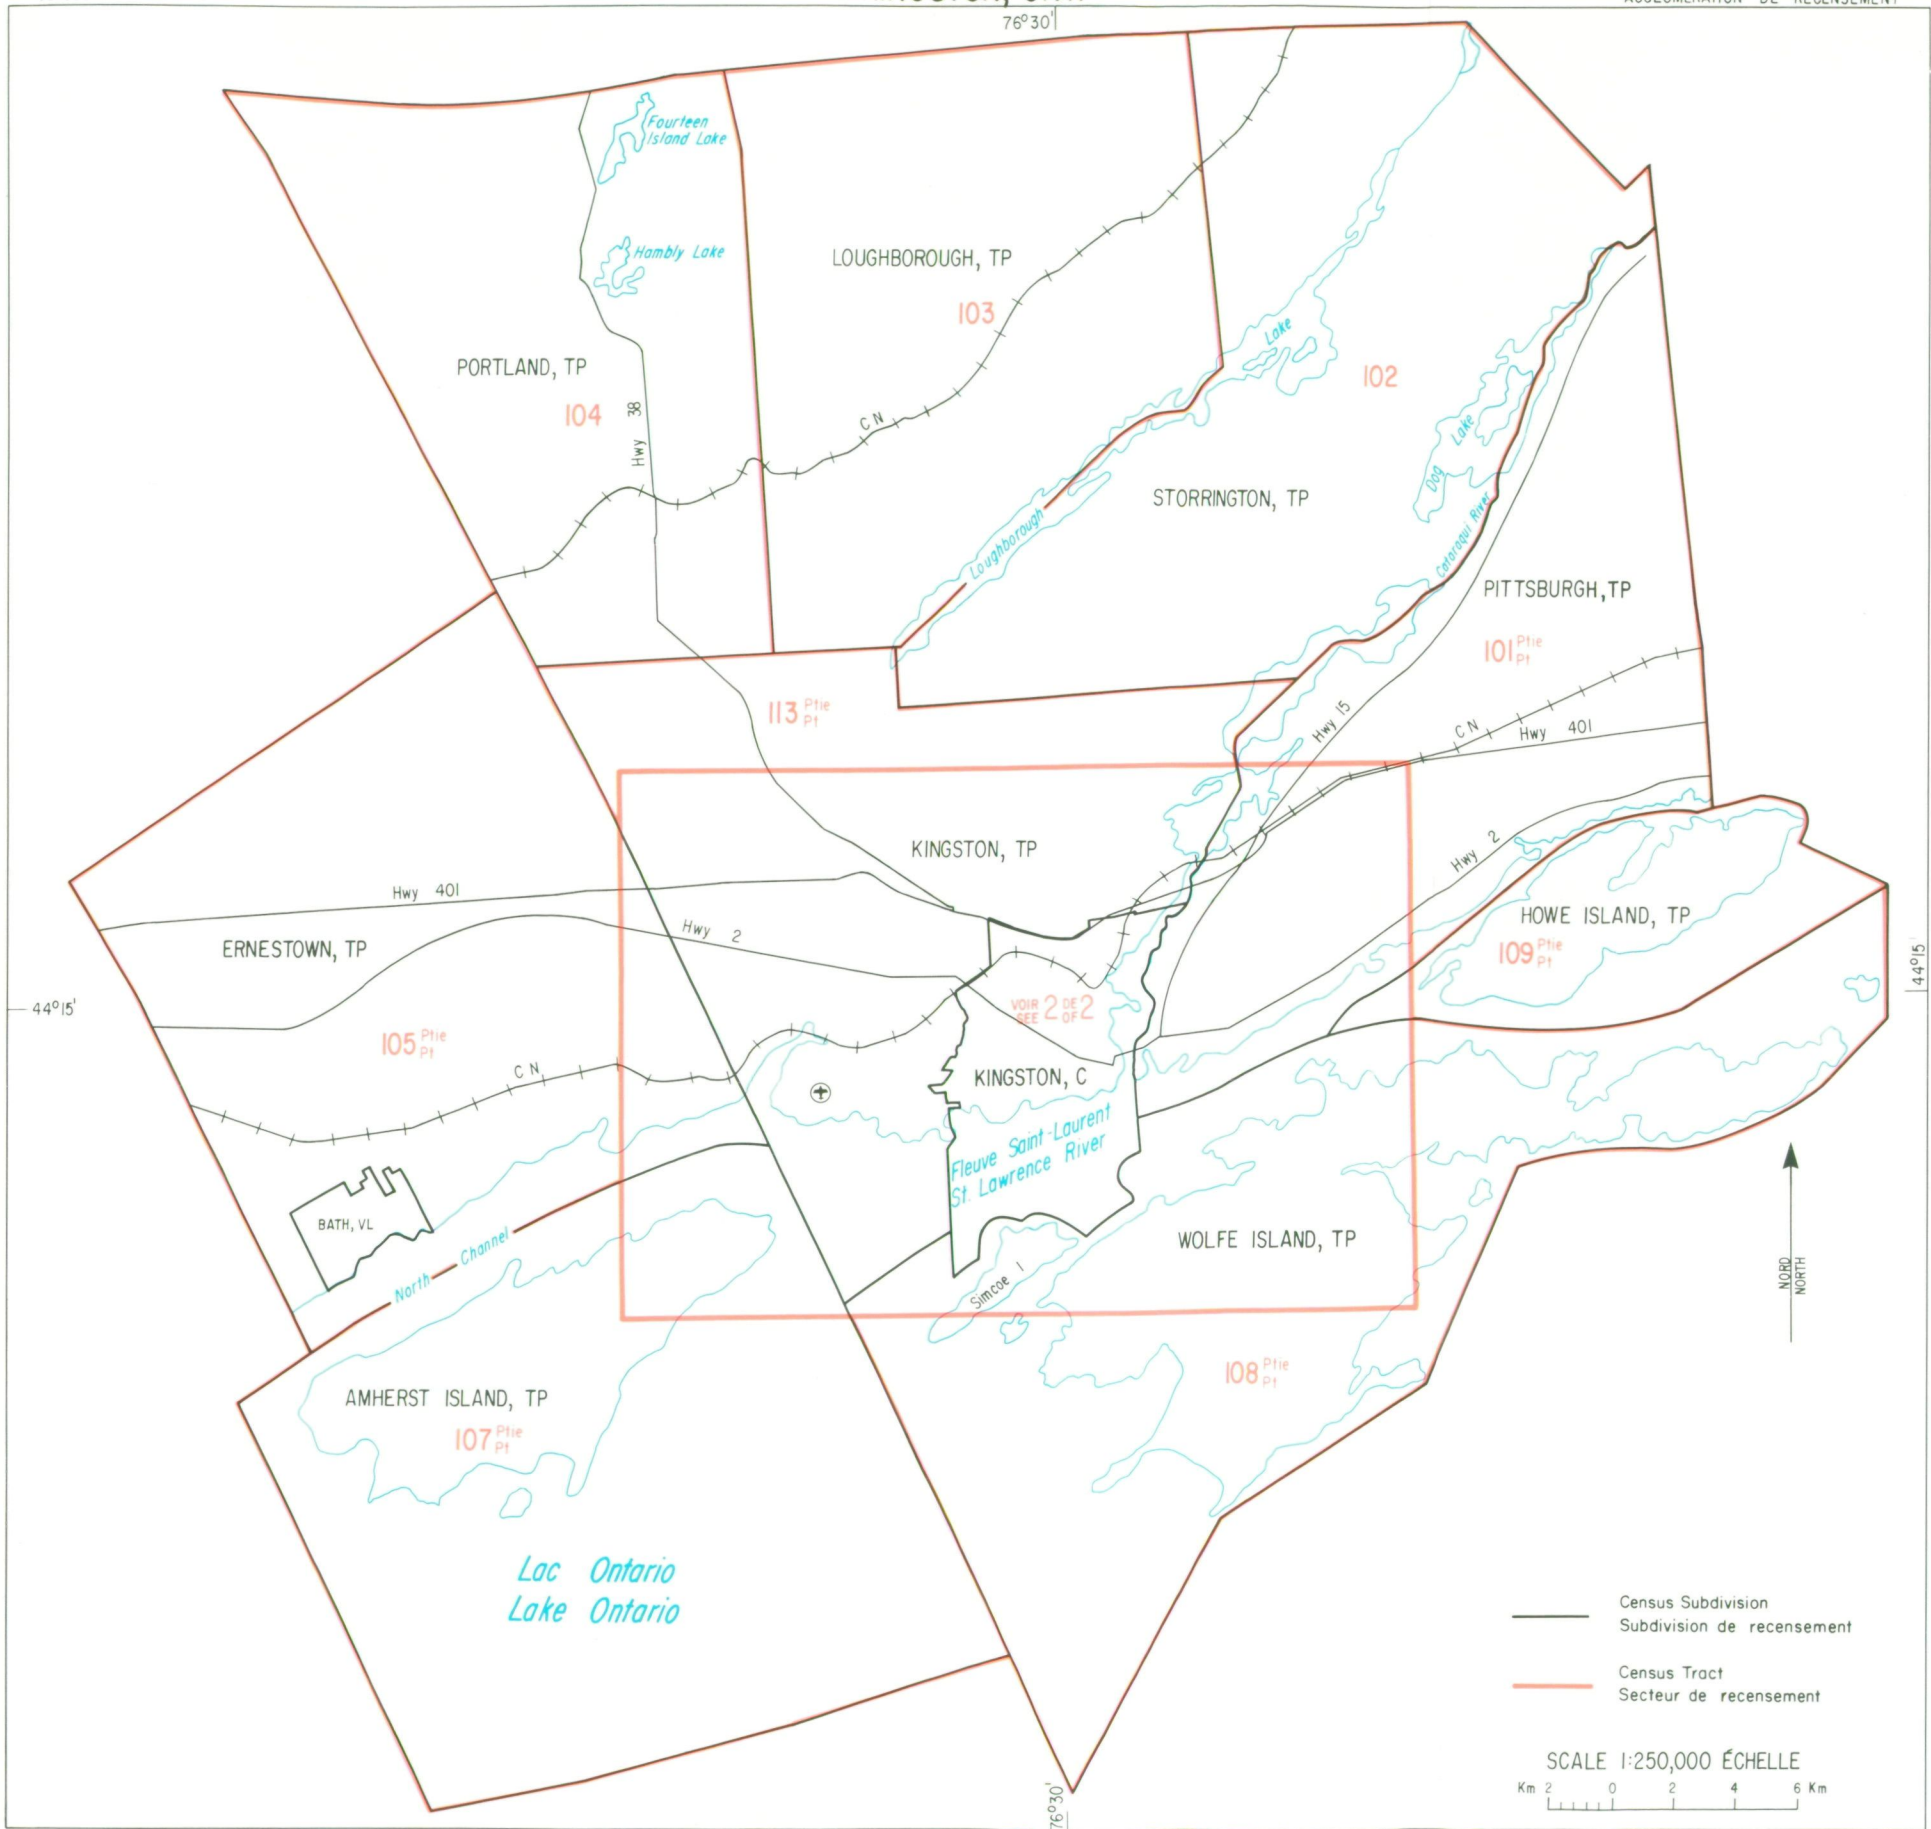 76°30'
Fourteen
Island Lake
Hambly Lake
LOUGHBOROUGH, TP
103
PORTLAND, TP
104
Hwy 38
CN
Lake
102
Loughborough
STORRINGTON, TP
Dog Lake
Cataraqui River
PITTSBURGH, TP
101 Ptie
Pt
113 Ptie
Pt
Hwy 15
CN
Hwy 401
KINGSTON, TP
Hwy 2
Hwy 401
HOWE ISLAND, TP
109 Ptie
Pt
ERNESTOWN, TP
Hwy 2
44°15'
44°15'
VOIR 2 DE 2
SEE OF
105 Ptie
Pt
CN
KINGSTON, C
Fleuve Saint-Laurent
St. Lawrence River
BATH, VL
North Channel
WOLFE ISLAND, TP
Simcoe I
NORD
NORTH
108 Ptie
Pt
AMHERST ISLAND, TP
107 Ptie
Pt
Lac Ontario
Lake Ontario
Census Subdivision
Subdivision de recensement
Census Tract
Secteur de recensement
SCALE 1:250,000 ÉCHELLE
Km 2 0 2 4 6 Km
76°30'